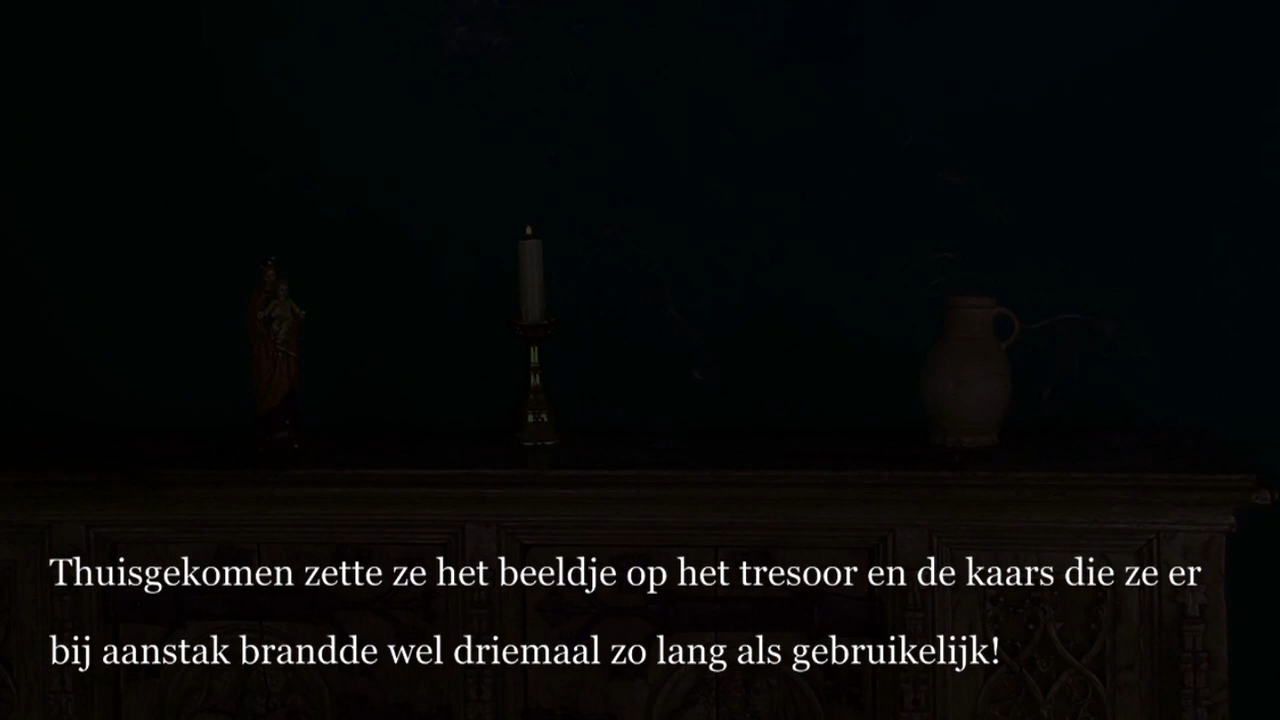 Thuisgekomen zette ze het beeldje op het tresoor en de kaars die ze er
bij aanstak brandde wel driemaal zo lang als gebruikelijk!